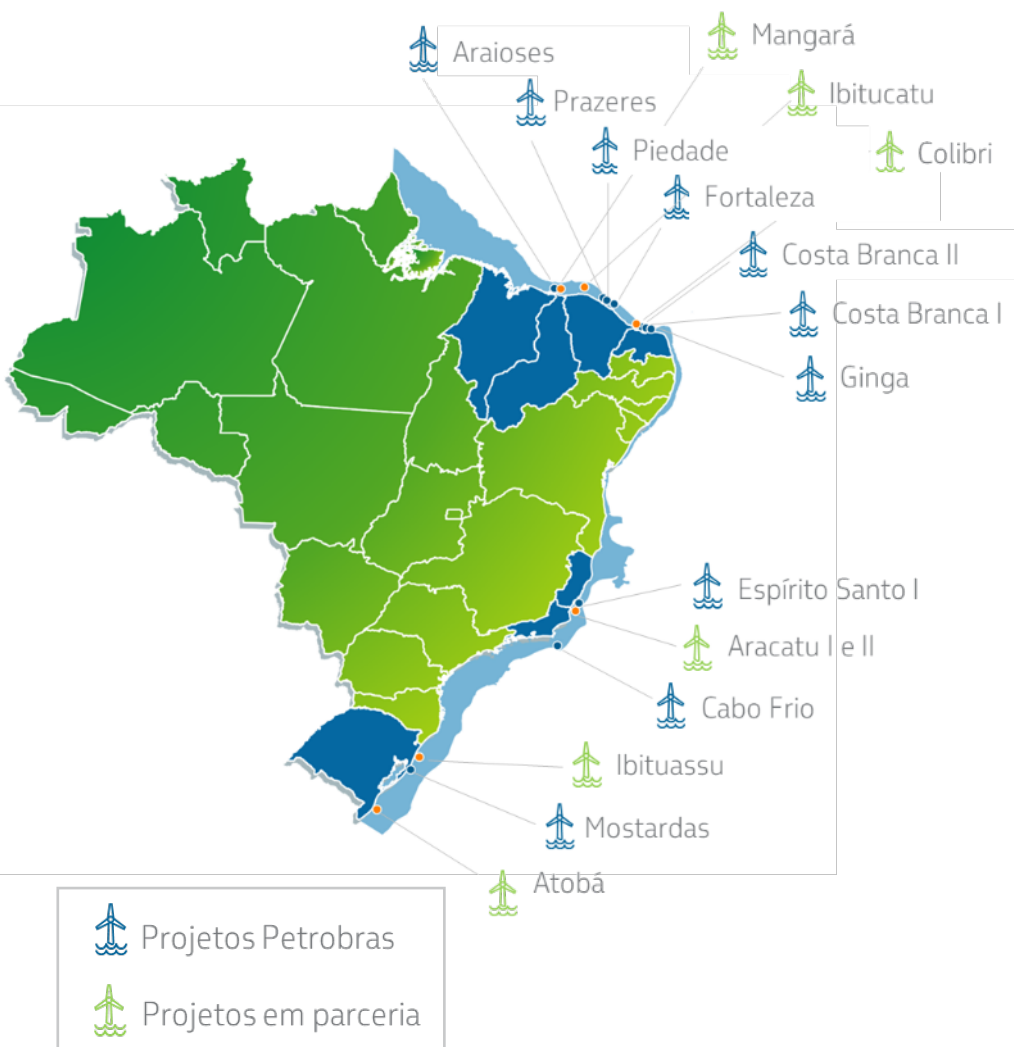 Mangará
Araioses
Ibitucatu
Prazeres
Piedade
Colibri
Fortaleza
Costa Branca II
Costa Branca I
Ginga
Espírito Santo I
Aracatu I e II
Cabo Frio
Ibituassu
Mostardas
Atobá
Projetos Petrobras
Projetos em parceria